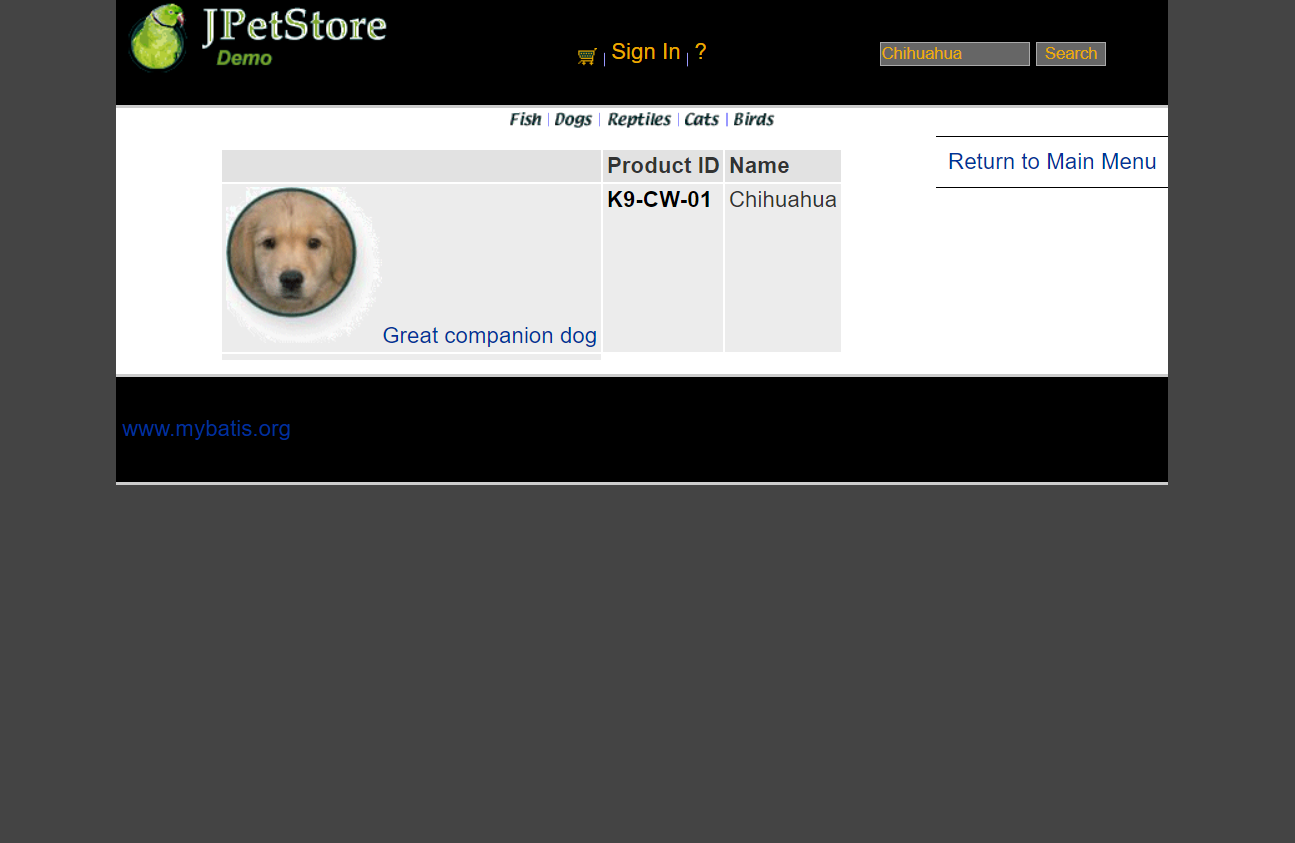 JPetStore
Demo
Sign In | ?
Chihuahua Search
Fish | Dogs | Reptiles | Cats | Birds
Return to Main Menu
Product ID Name
K9-CW-01 Chihuahua
Great companion dog
www.mybatis.org